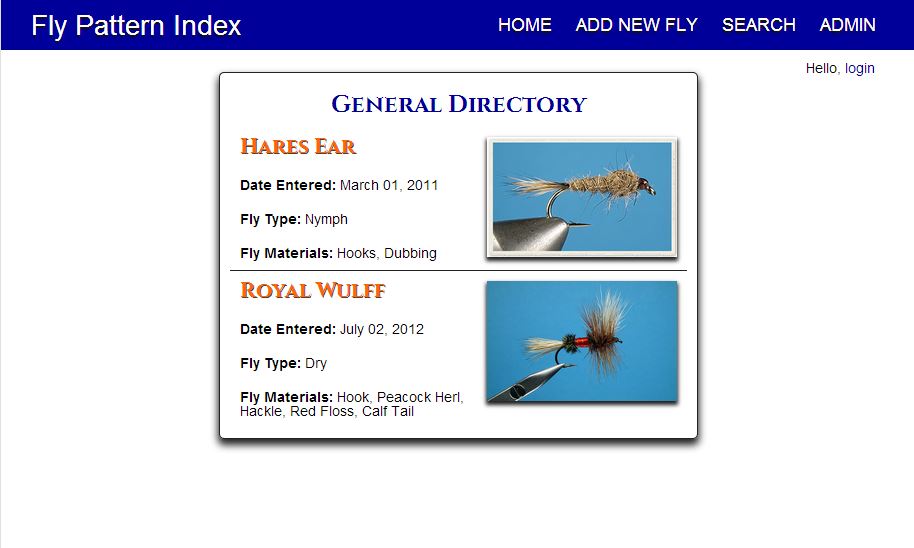 Fly Pattern Index
HOME ADD NEW FLY SEARCH ADMIN
Hello, login
General Directory
Hares Ear
Date Entered: March 01, 2011
Fly Type: Nymph
Fly Materials: Hooks, Dubbing
Royal Wulff
Date Entered: July 02, 2012
Fly Type: Dry
Fly Materials: Hook, Peacock Herl,
Hackle, Red Floss, Calf Tail